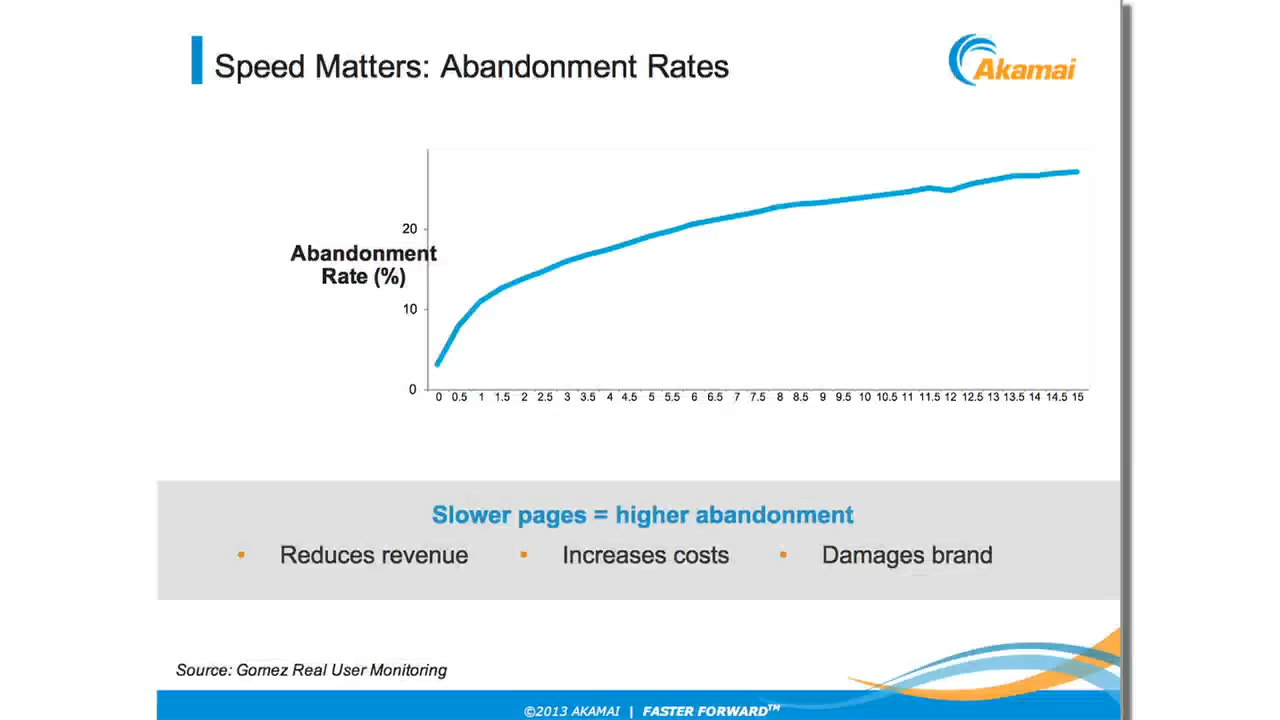 Speed Matters: Abandonment Rates
Akamai
20
Abandonment
Rate (%)
10
0
0 0.5 1 1.5 2 2.5 3 3.5 4 4.5 5 5.5 6 6.5 7 7.5 8 8.5 9 9.5 10 10.5 11 11.5 12 12.5 13 13.5 14 14.5 15
Slower pages = higher abandonment
• Reduces revenue • Increases costs • Damages brand
Source: Gomez Real User Monitoring
©2013 AKAMAI | FASTER FORWARD™